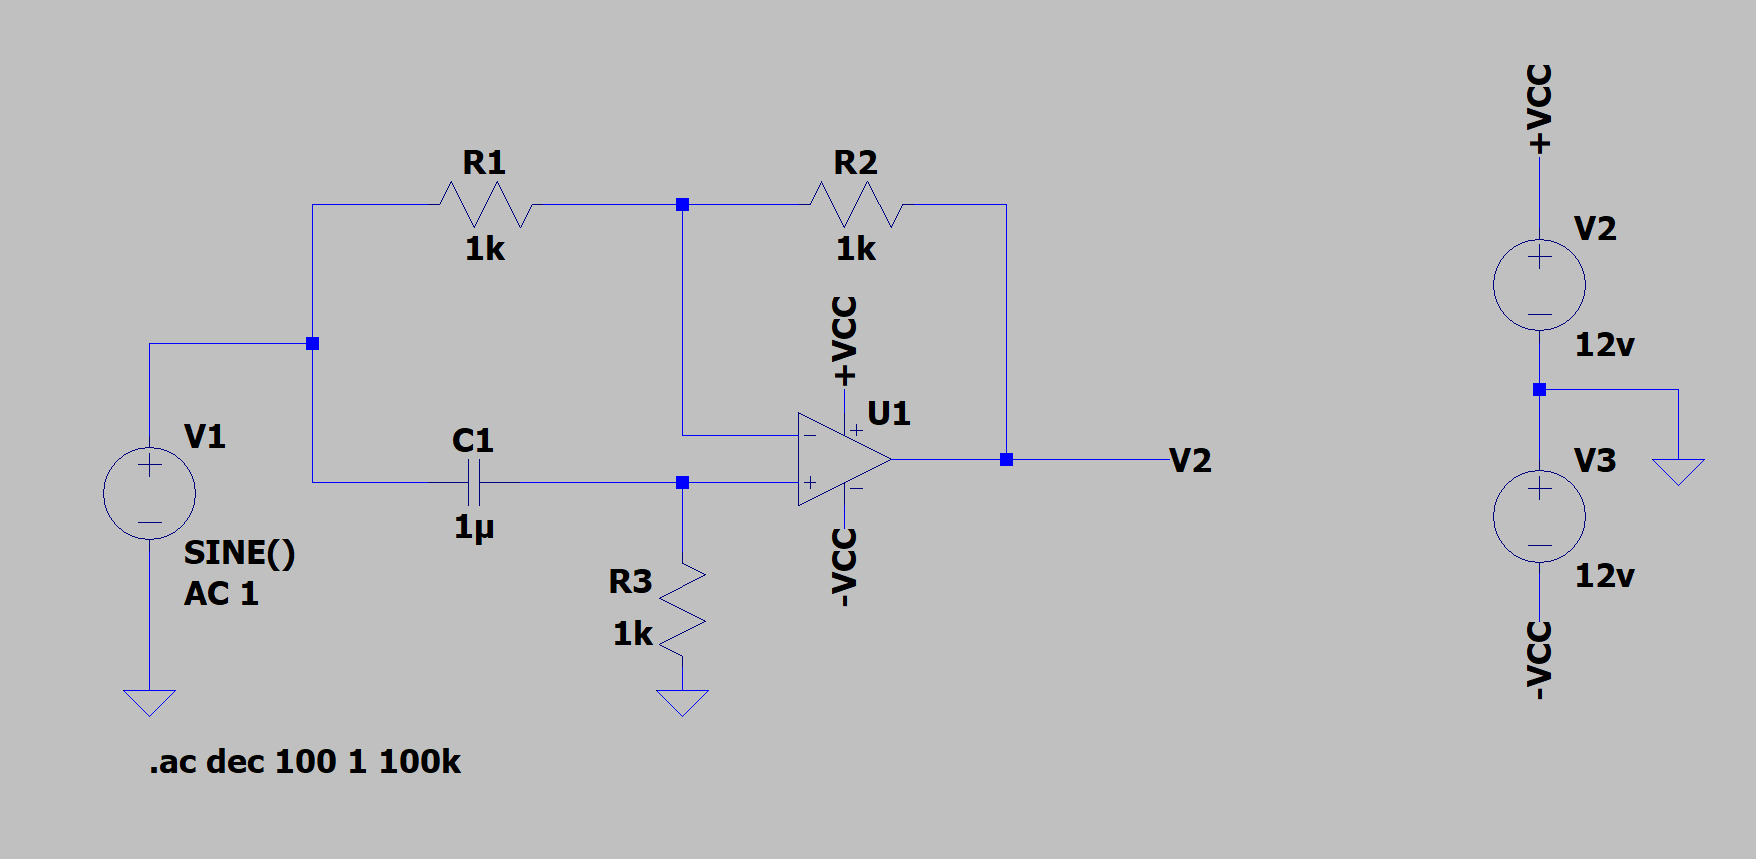 +VCC
R1
R2
1k
1k
V2
+VCC
12v
U1
V1
C1
V2
V3
1µ
SINE()
AC 1
R3
1k
-VCC
12v
-VCC
.ac dec 100 1 100k